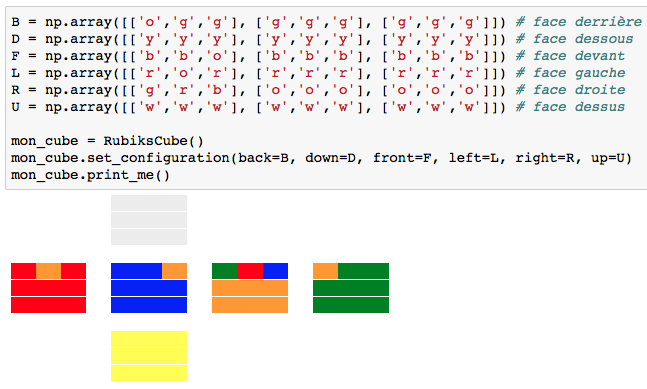 B = np.array([['o','g','g'], ['g','g','g'], ['g','g','g']]) # face derrière
D = np.array([['y','y','y'], ['y','y','y'], ['y','y','y']]) # face dessous
F = np.array([['b','b','o'], ['b','b','b'], ['b','b','b']]) # face devant
L = np.array([['r','o','r'], ['r','r','r'], ['r','r','r']]) # face gauche
R = np.array([['g','r','b'], ['o','o','o'], ['o','o','o']]) # face droite
U = np.array([['w','w','w'], ['w','w','w'], ['w','w','w']]) # face dessus
mon_cube = RubiksCube()
mon_cube.set_configuration(back=B, down=D, front=F, left=L, right=R, up=U)
mon_cube.print_me()